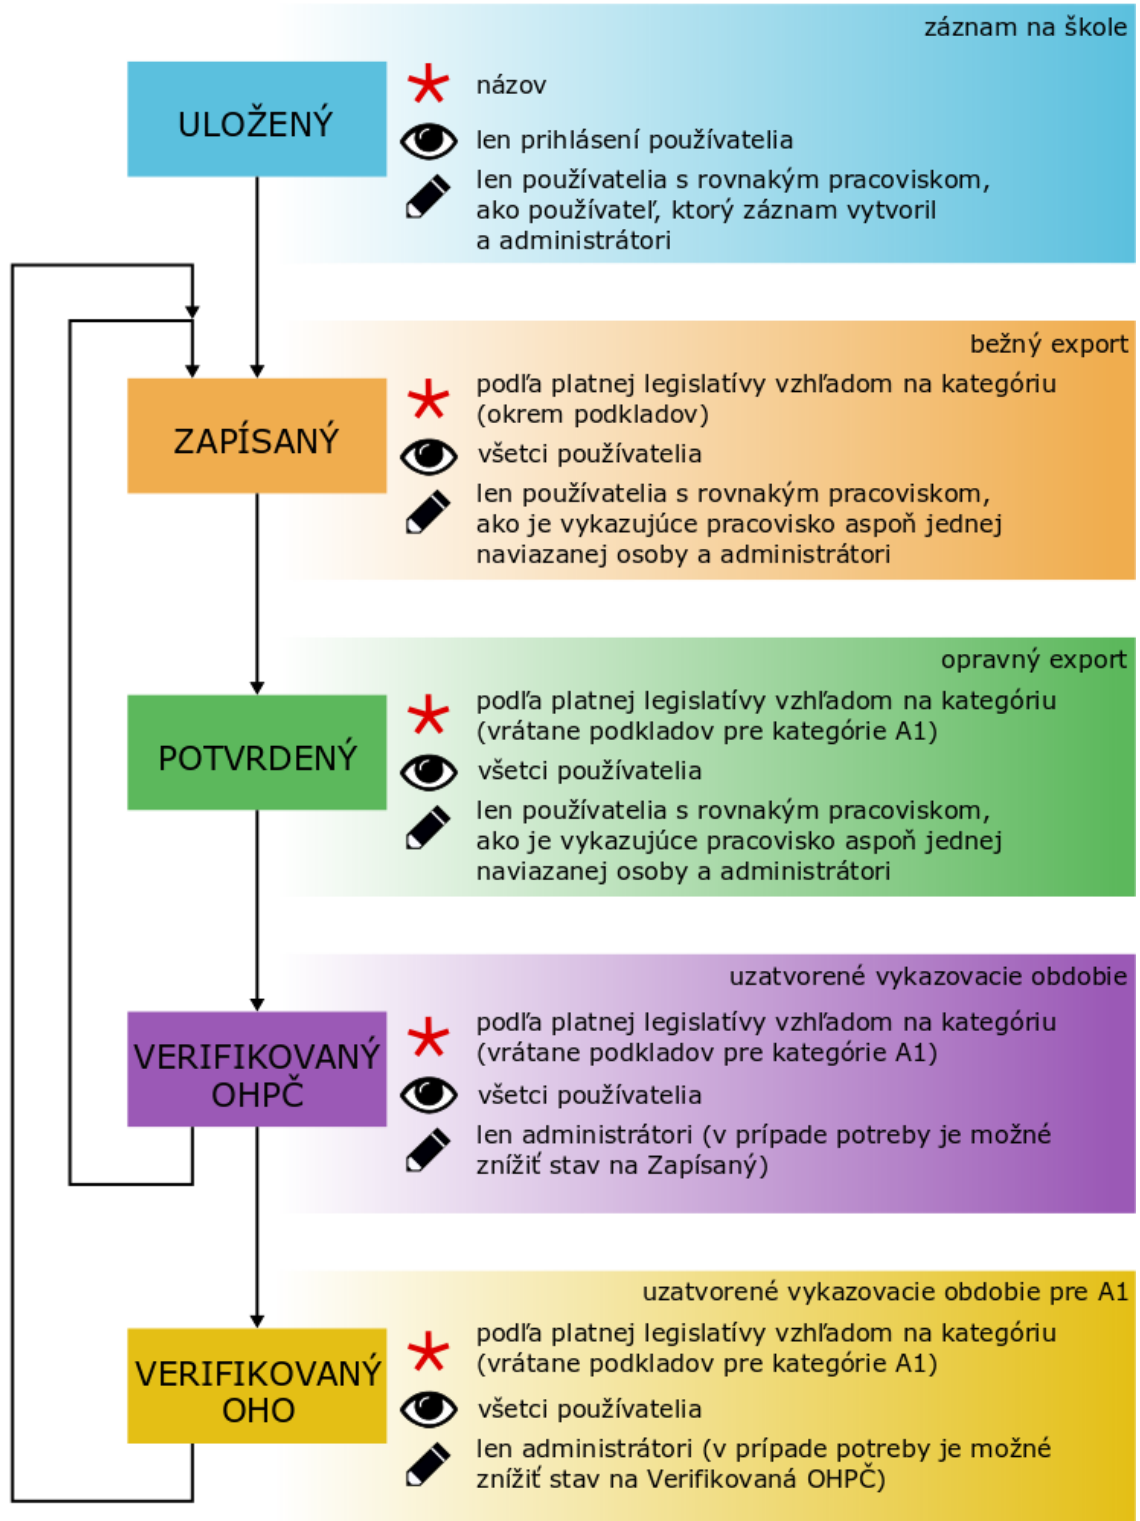 záznam na škole
ULOŽENÝ
názov
len prihlásení používatelia
len používatelia s rovnakým pracoviskom,
ako používateľ, ktorý záznam vytvoril
a administrátori
bežný export
ZAPÍSANÝ
podľa platnej legislatívy vzhľadom na kategóriu
(okrem podkladov)
všetci používatelia
len používatelia s rovnakým pracoviskom,
ako je vykazujúce pracovisko aspoň jednej
naviazanej osoby a administrátori
opravný export
POTVRDENÝ
podľa platnej legislatívy vzhľadom na kategóriu
(vrátane podkladov pre kategórie A1)
všetci používatelia
len používatelia s rovnakým pracoviskom,
ako je vykazujúce pracovisko aspoň jednej
naviazanej osoby a administrátori
uzatvorené vykazovacie obdobie
VERIFIKOVANÝ
OHPČ
podľa platnej legislatívy vzhľadom na kategóriu
(vrátane podkladov pre kategórie A1)
všetci používatelia
len administrátori (v prípade potreby je možné
znížiť stav na Zapísaný)
uzatvorené vykazovacie obdobie pre A1
VERIFIKOVANÝ
OHO
podľa platnej legislatívy vzhľadom na kategóriu
(vrátane podkladov pre kategórie A1)
všetci používatelia
len administrátori (v prípade potreby je možné
znížiť stav na Verifikovaná OHPČ)